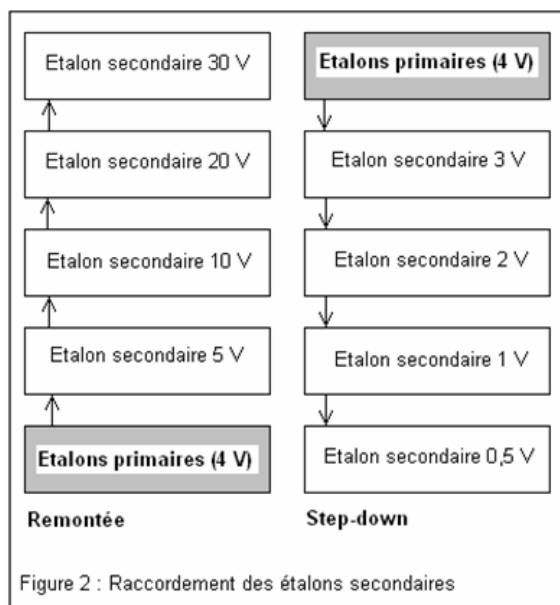 Etalon secondaire 30 V
Etalon secondaire 20 V
Etalon secondaire 10 V
Etalon secondaire 5 V
Etalons primaires (4 V)
Remontée
Etalons primaires (4 V)
Etalon secondaire 3 V
Etalon secondaire 2 V
Etalon secondaire 1 V
Etalon secondaire 0,5 V
Step-down
Figure 2 : Raccordement des étalons secondaires